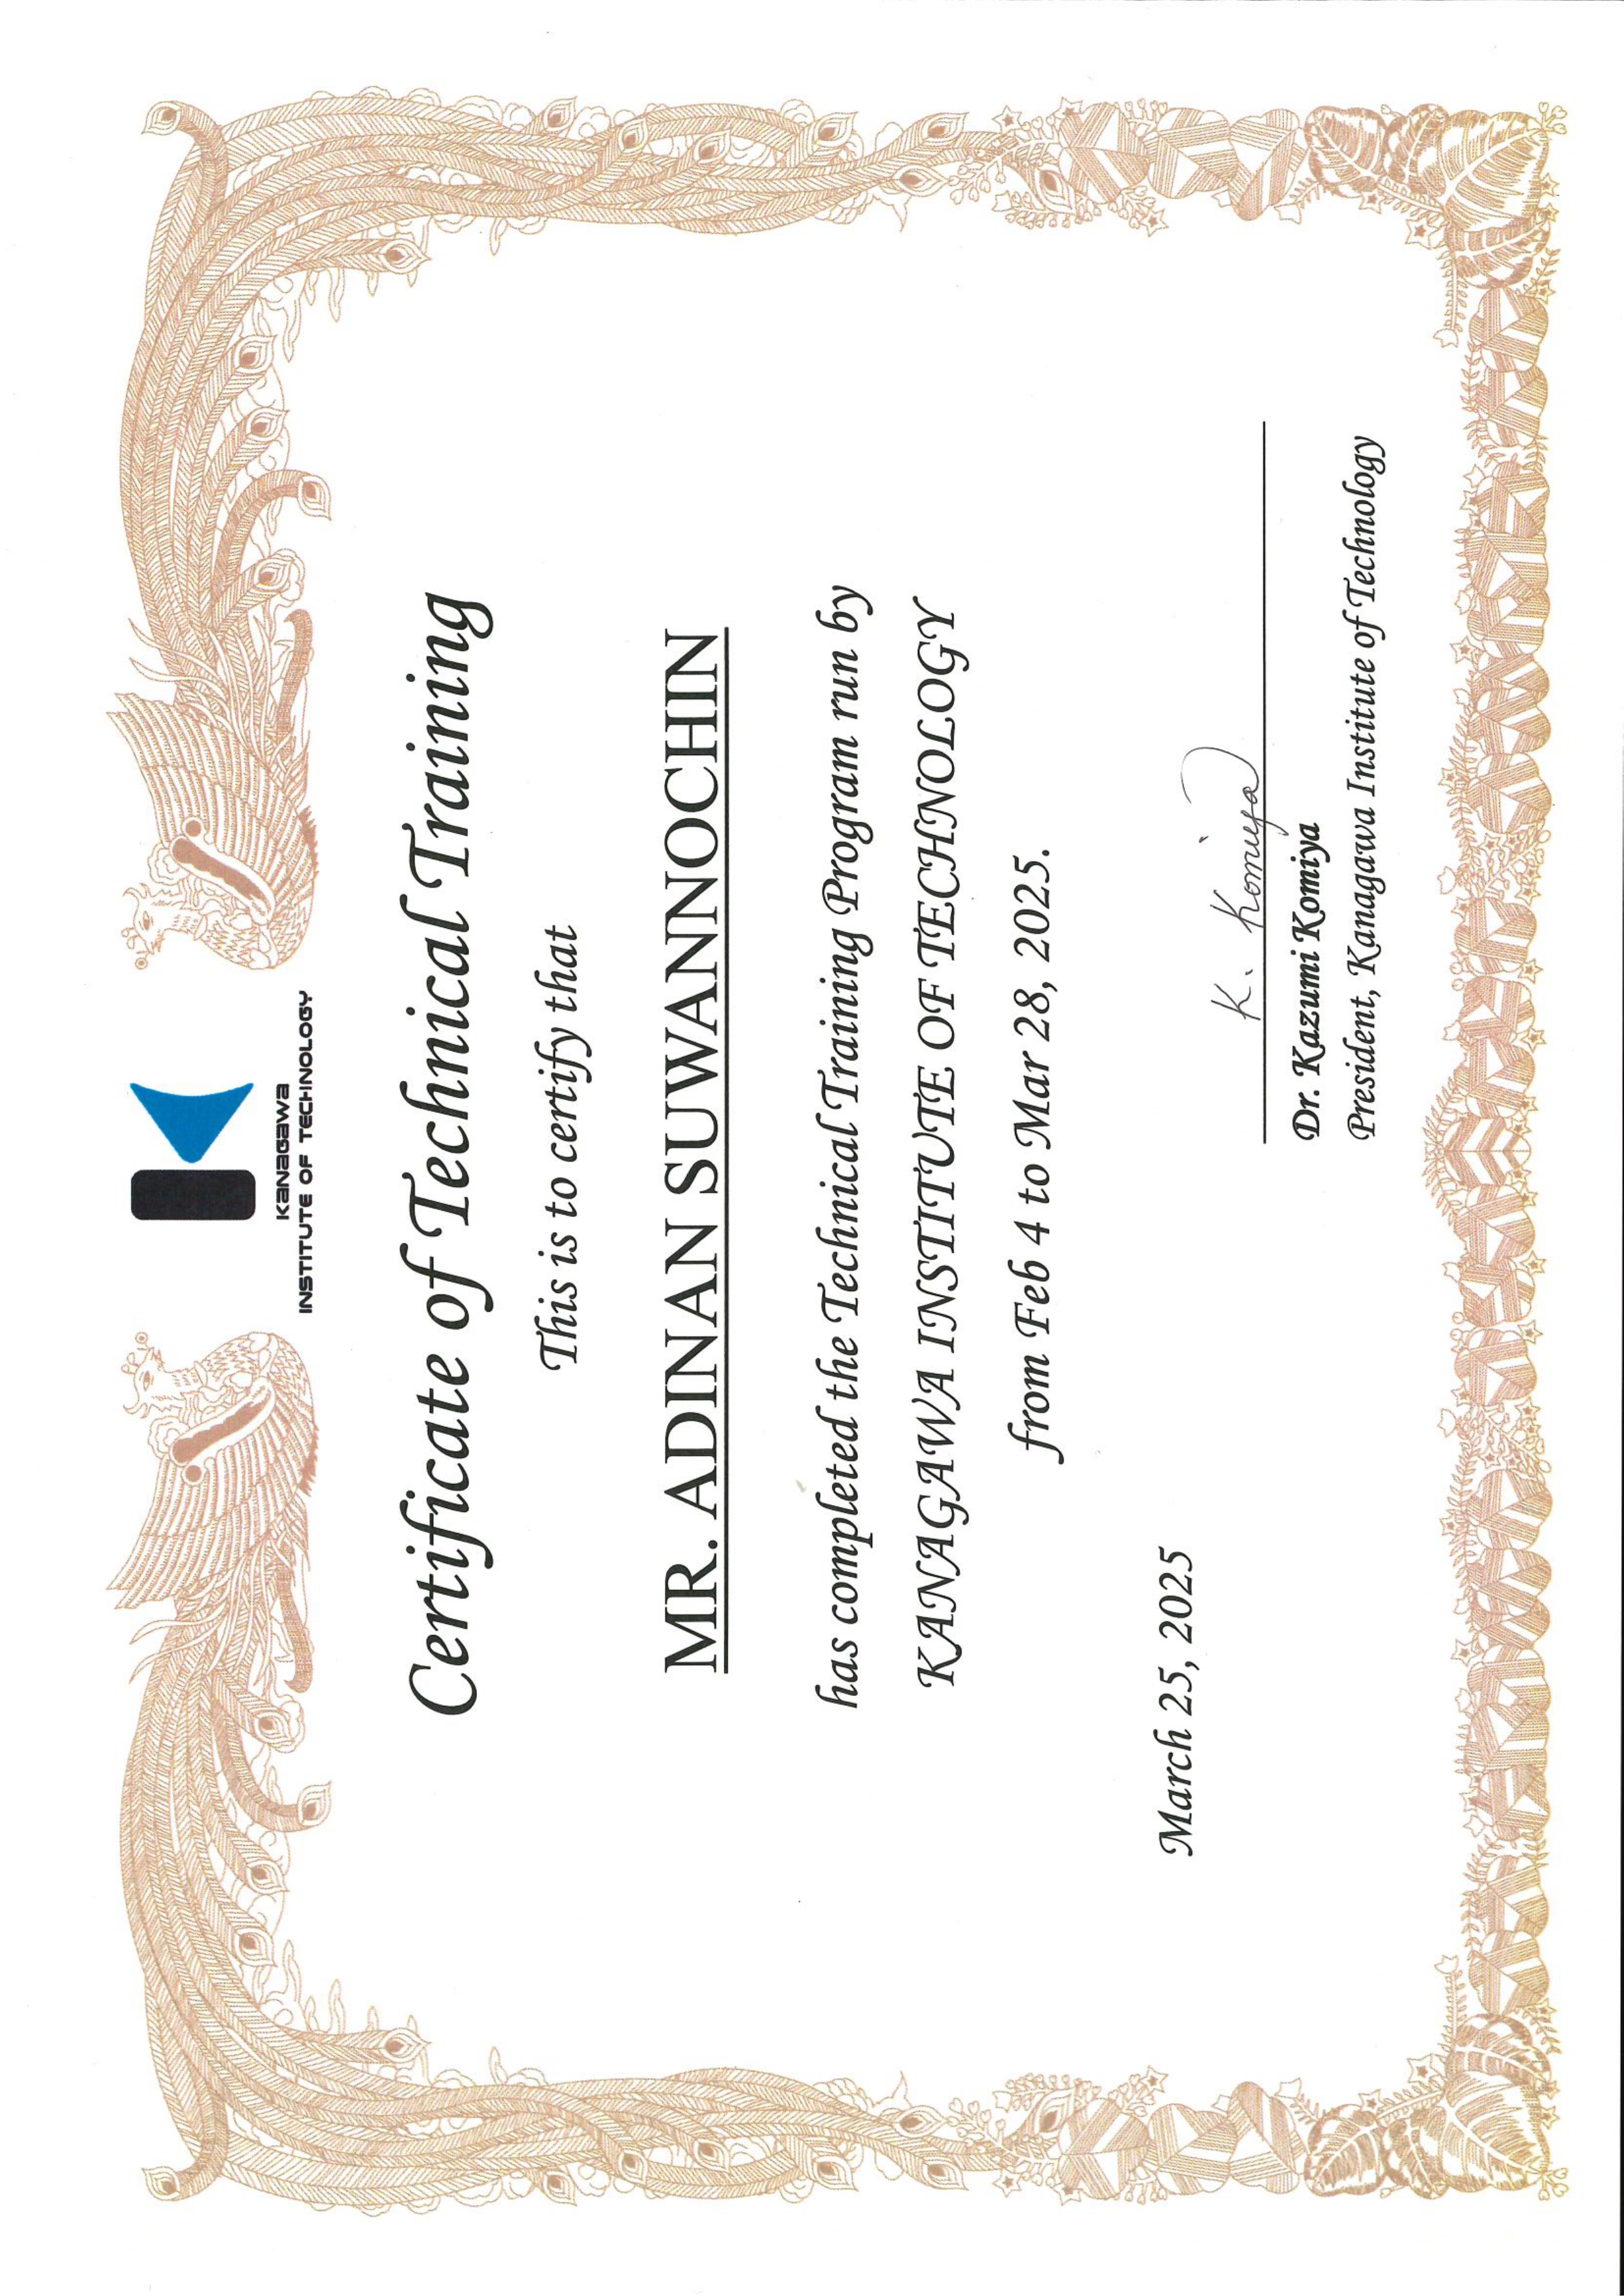 KANAGAWA
INSTITUTE OF TECHNOLOGY
Certificate of Technical Training
This is to certify that
MR. ADINAN SUWANNOCHIN
has completed the Technical Training Program run by
KANAGAWA INSTITUTE OF TECHNOLOGY
from Feb 4 to Mar 28, 2025.
March 25, 2025
K. Komiya
Dr. Kazumi Komiya
President, Kanagawa Institute of Technology